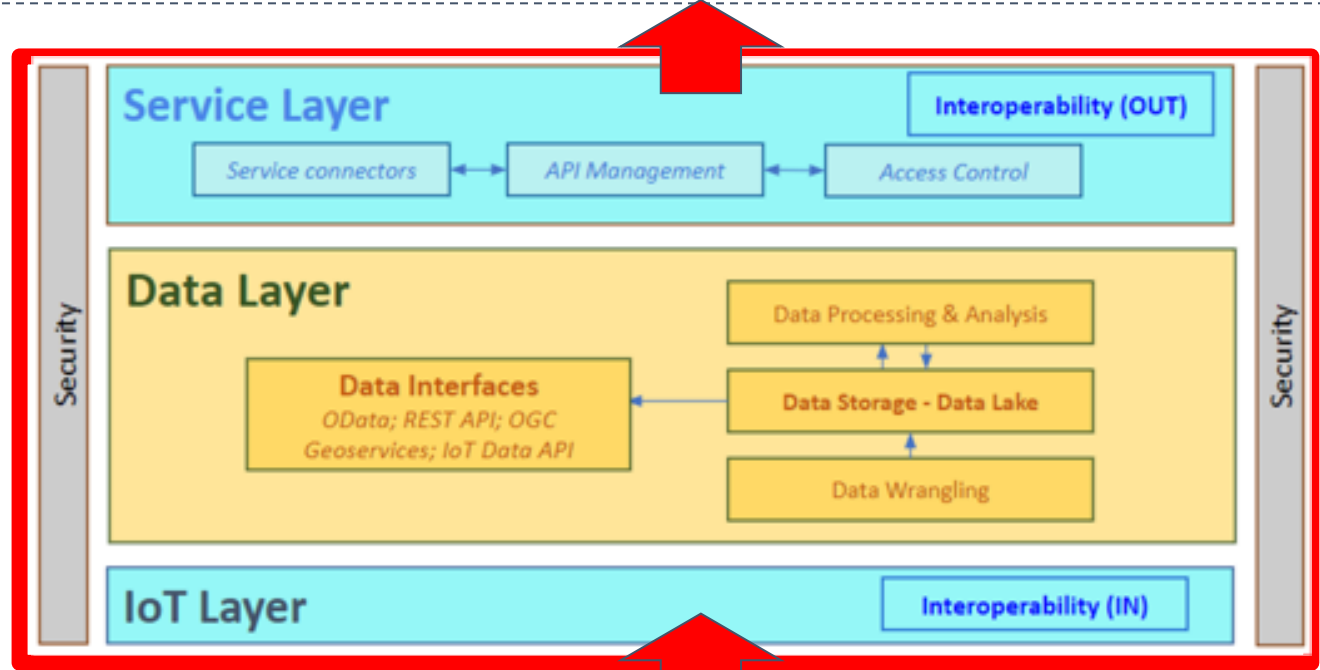 Service Layer
Interoperability (OUT)
Service connectors
API Management
Access Control
Security
Data Layer
Data Processing & Analysis
Data Interfaces
OData; REST API; OGC
Geoservices; IoT Data API
Data Storage - Data Lake
Data Wrangling
Security
IoT Layer
Interoperability (IN)